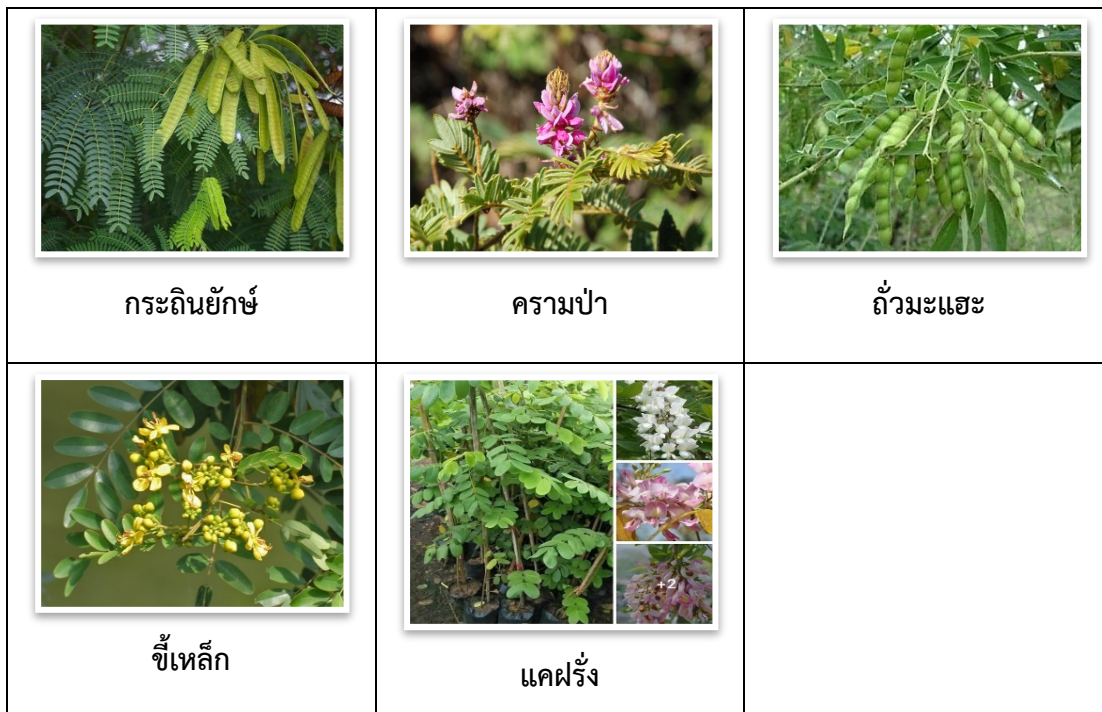 กระถินยักษ์
ครามป่า
ถั่วมะแฮะ
ขี้เหล็ก
+2
แคฝรั่ง